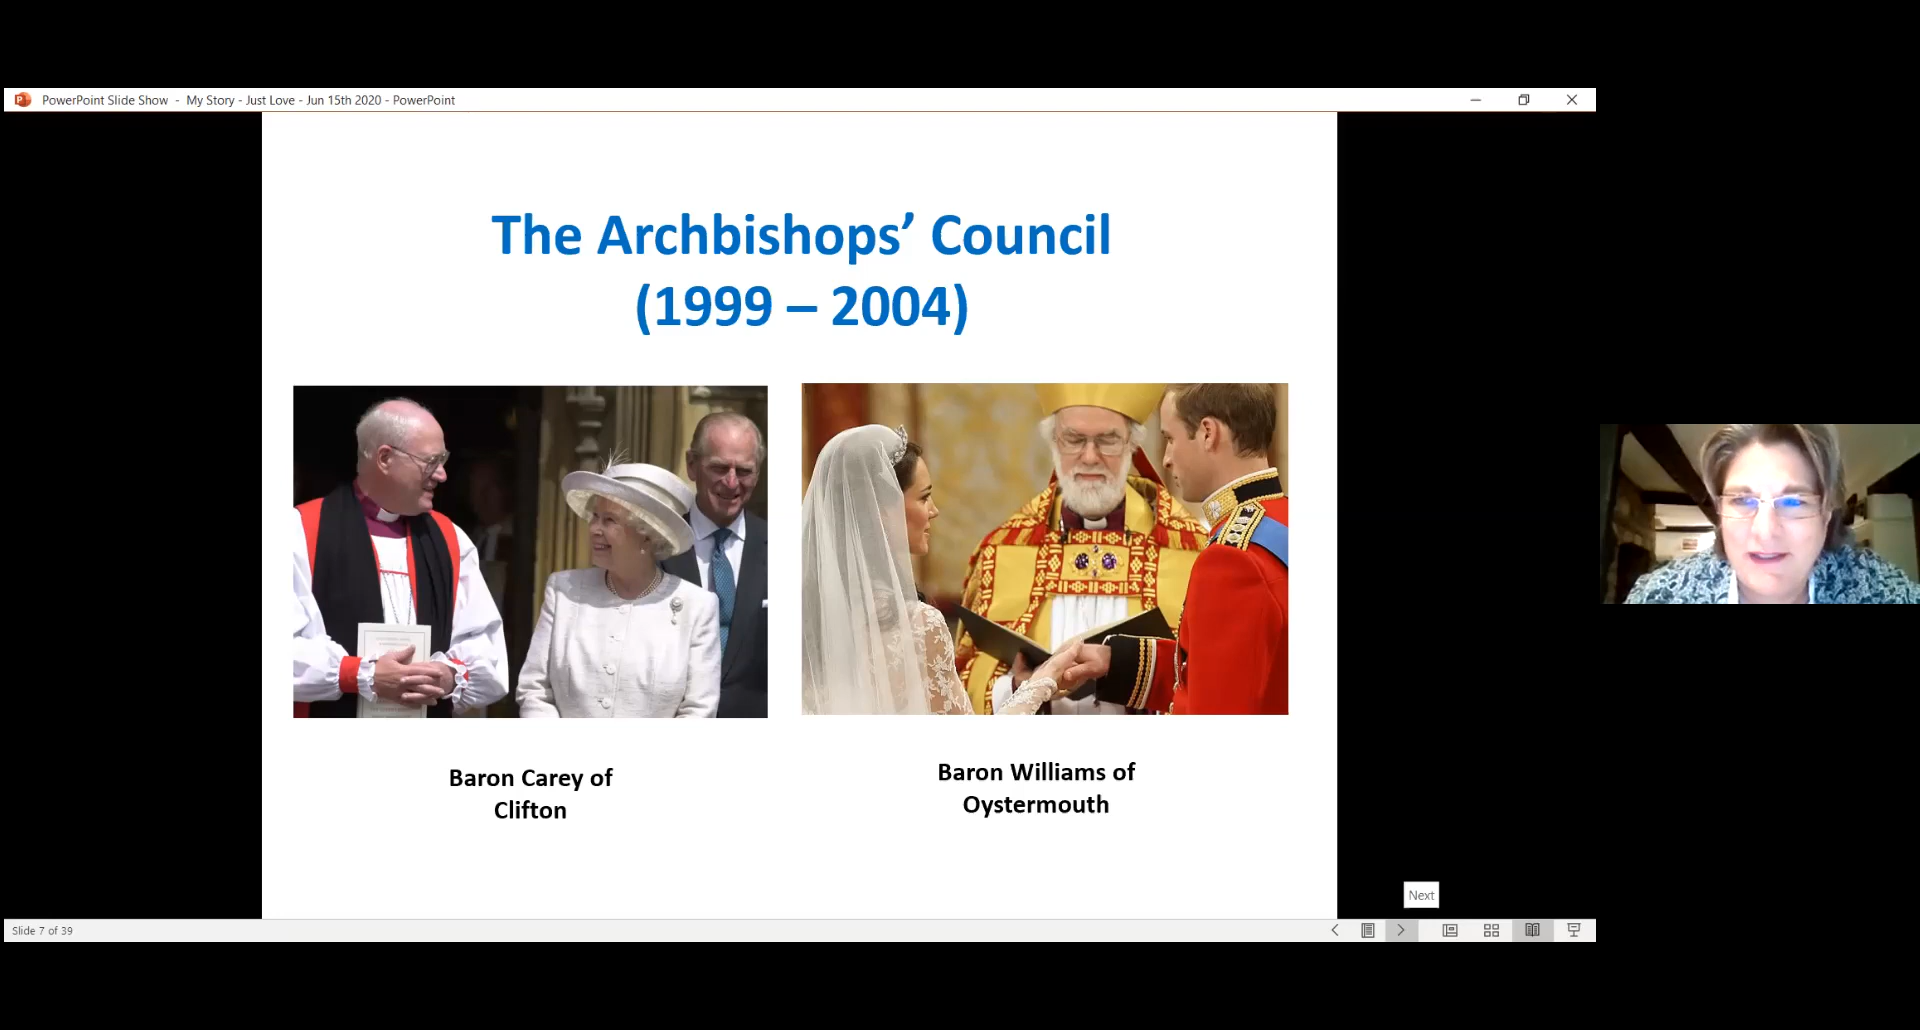 PowerPoint Slide Show - My Story - Just Love - Jun 15th 2020 - PowerPoint
The Archbishops’ Council
(1999 – 2004)
Baron Carey of
Clifton
Baron Williams of
Oystermouth
Next
Slide 7 of 39